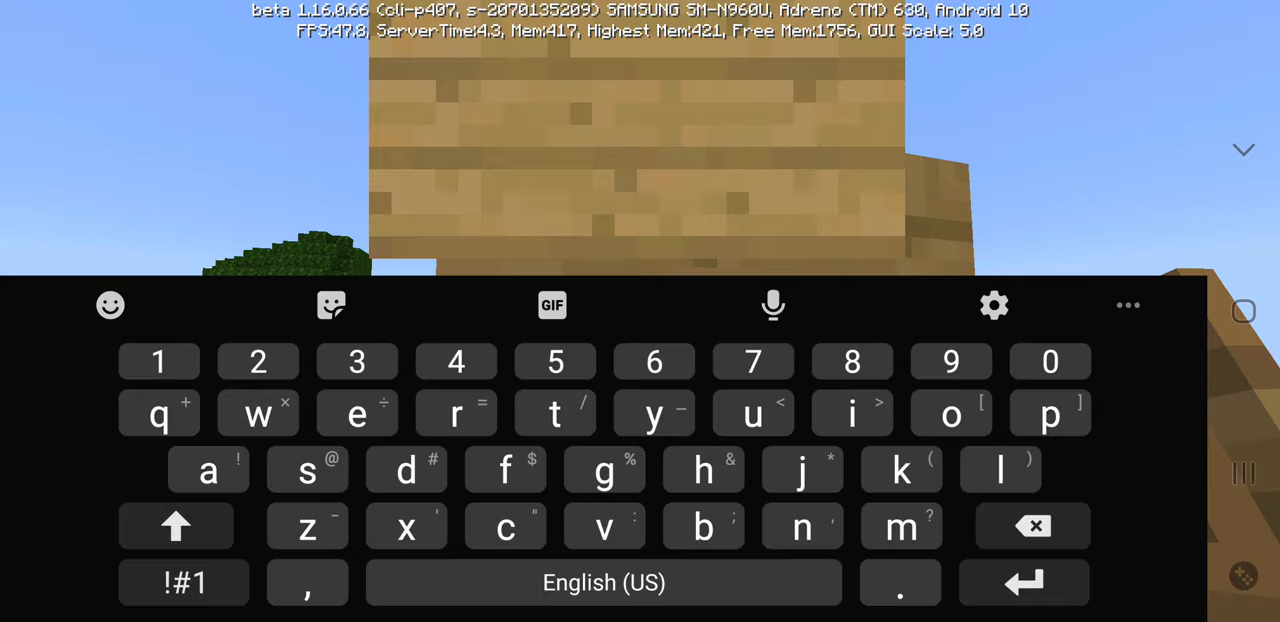 beta 1.16.0.66 (cli-p407, s-2070135209) SAMSUNG SM-N960U, Adreno (TM) 630, Android 10
FPS:47.8, ServerTime:4.3, Mem:417, Highest Mem:421, Free Mem:1756, GUI Scale: 5.0
GIF
1 2 3 4 5 6 7 8 9 0
q + w × e ÷ r = t / y _ u < i > o [ p ]
a ! s @ d # f $ g % h & j * k ( l )
z - x ' c " v : b ; n , m ?
!#1 , English (US) .